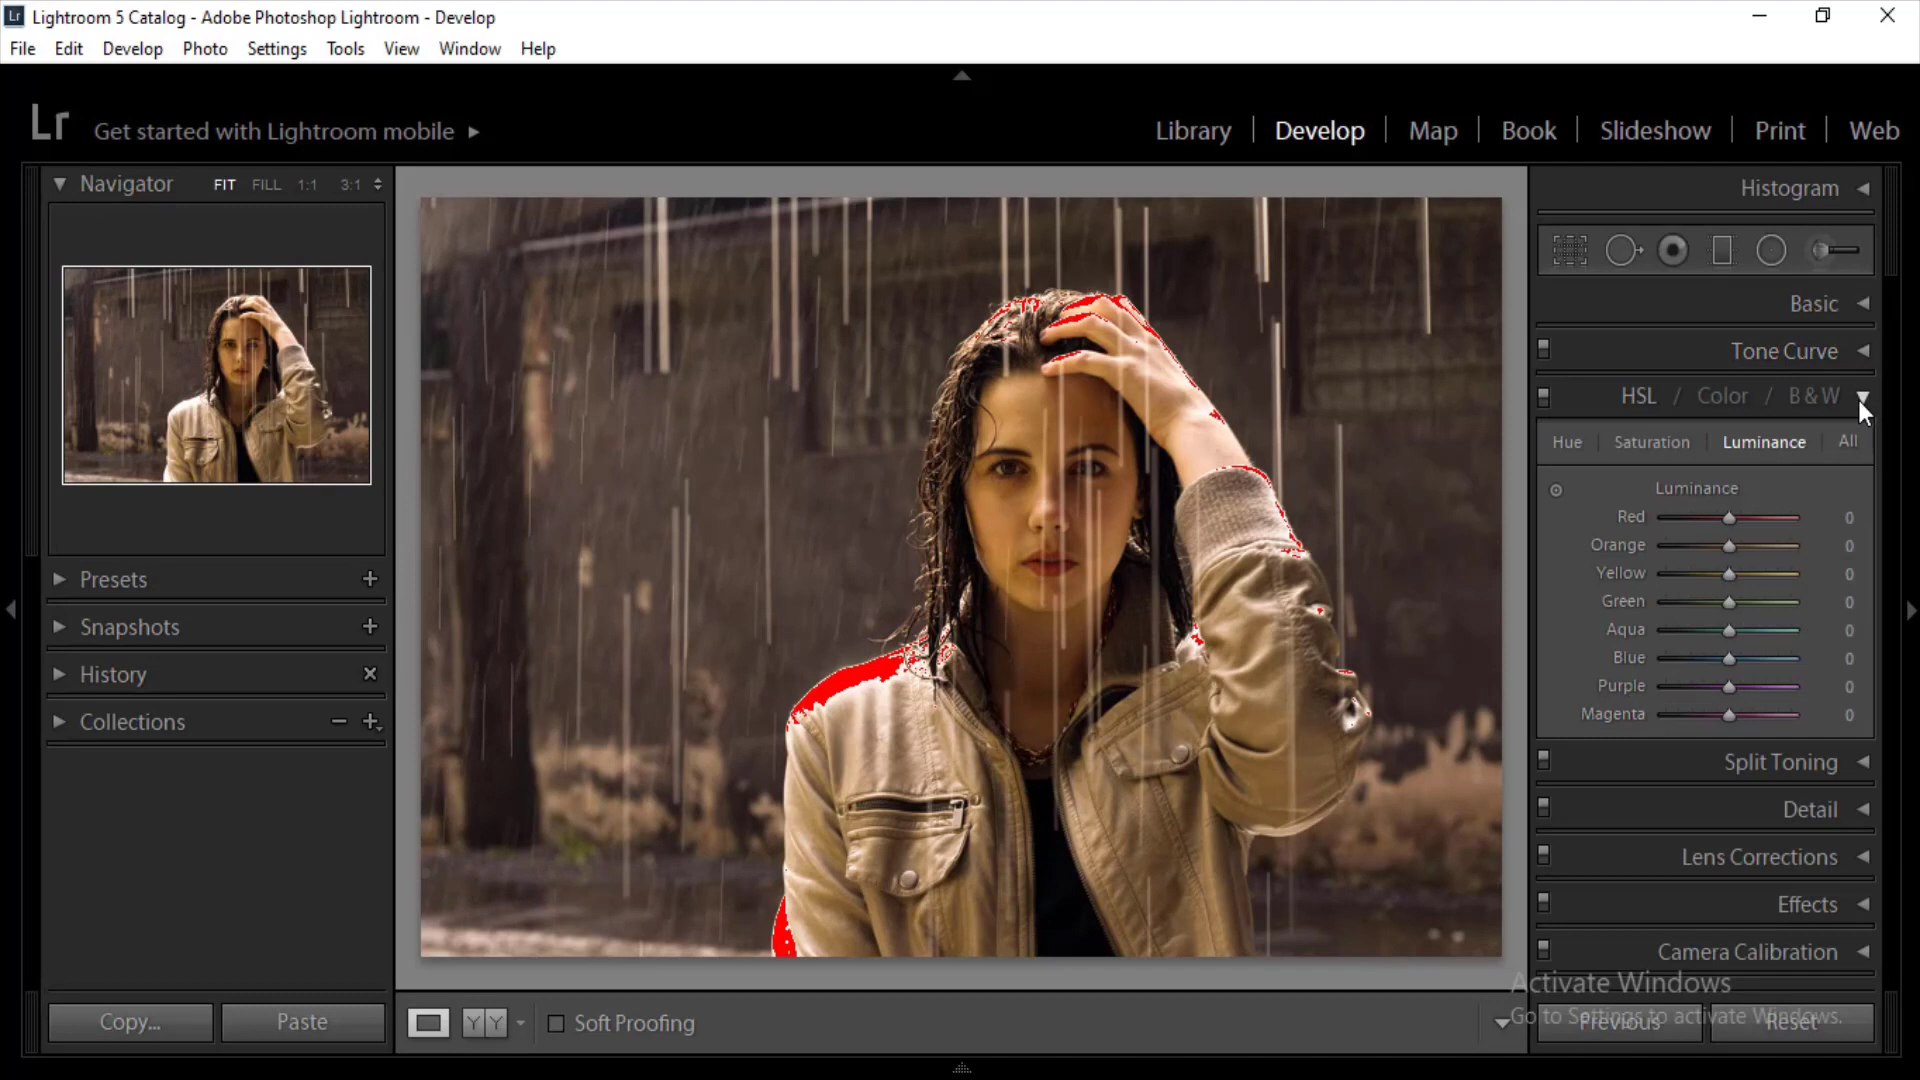 Lr Lightroom 5 Catalog - Adobe Photoshop Lightroom - Develop
File Edit Develop Photo Settings Tools View Window Help
Lr Get started with Lightroom mobile
Library Develop Map Book Slideshow Print Web
Navigator FIT FILL 1:1 3:1
Presets
Snapshots
History
Collections
Copy... Paste
YY Soft Proofing
Histogram
Basic
Tone Curve
HSL / Color / B & W
Hue Saturation Luminance All
Luminance
Red 0
Orange 0
Yellow 0
Green 0
Aqua 0
Blue 0
Purple 0
Magenta 0
Split Toning
Detail
Lens Corrections
Effects
Camera Calibration
Activate Windows
Go to Settings to activate Windows.
Previous Reset